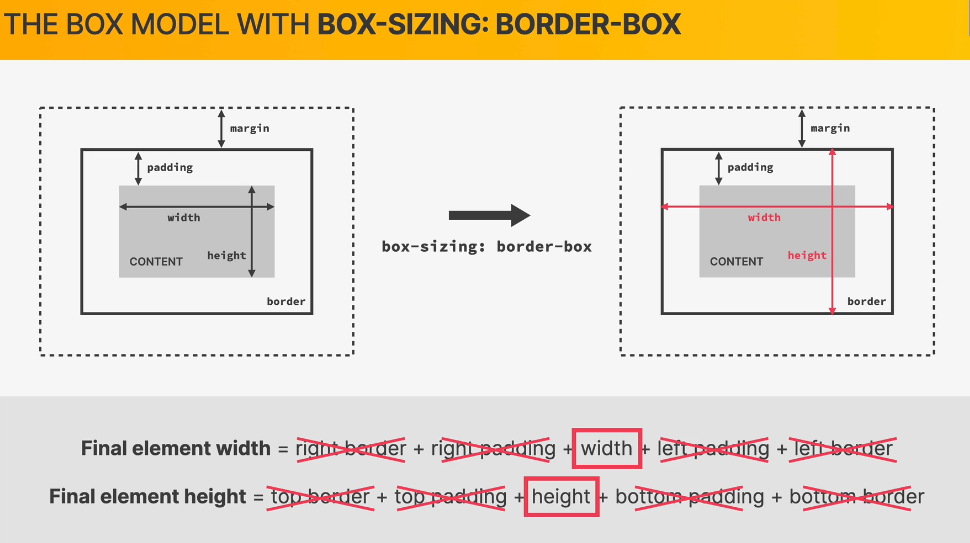 THE BOX MODEL WITH BOX-SIZING: BORDER-BOX
margin
padding
width
height
CONTENT
border
box-sizing: border-box
margin
padding
width
height
CONTENT
border
Final element width = right border + right padding + width + left padding + left border
Final element height = top border + top padding + height + bottom padding + bottom border